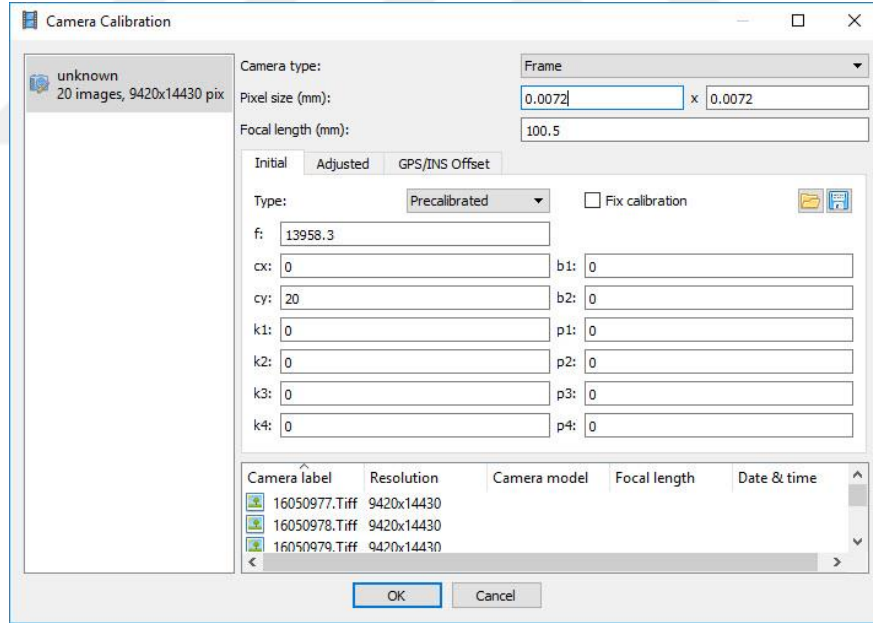 Camera Calibration
unknown
20 images, 9420x14430 pix
Camera type: Frame
Pixel size (mm): 0.0072 x 0.0072
Focal length (mm): 100.5
Initial Adjusted GPS/INS Offset
Type: Precalibrated Fix calibration
f: 13958.3
cx: 0 b1: 0
cy: 20 b2: 0
k1: 0 p1: 0
k2: 0 p2: 0
k3: 0 p3: 0
k4: 0 p4: 0
Camera label Resolution Camera model Focal length Date & time
16050977.Tiff 9420x14430
16050978.Tiff 9420x14430
16050979.Tiff 9420x14430
OK Cancel